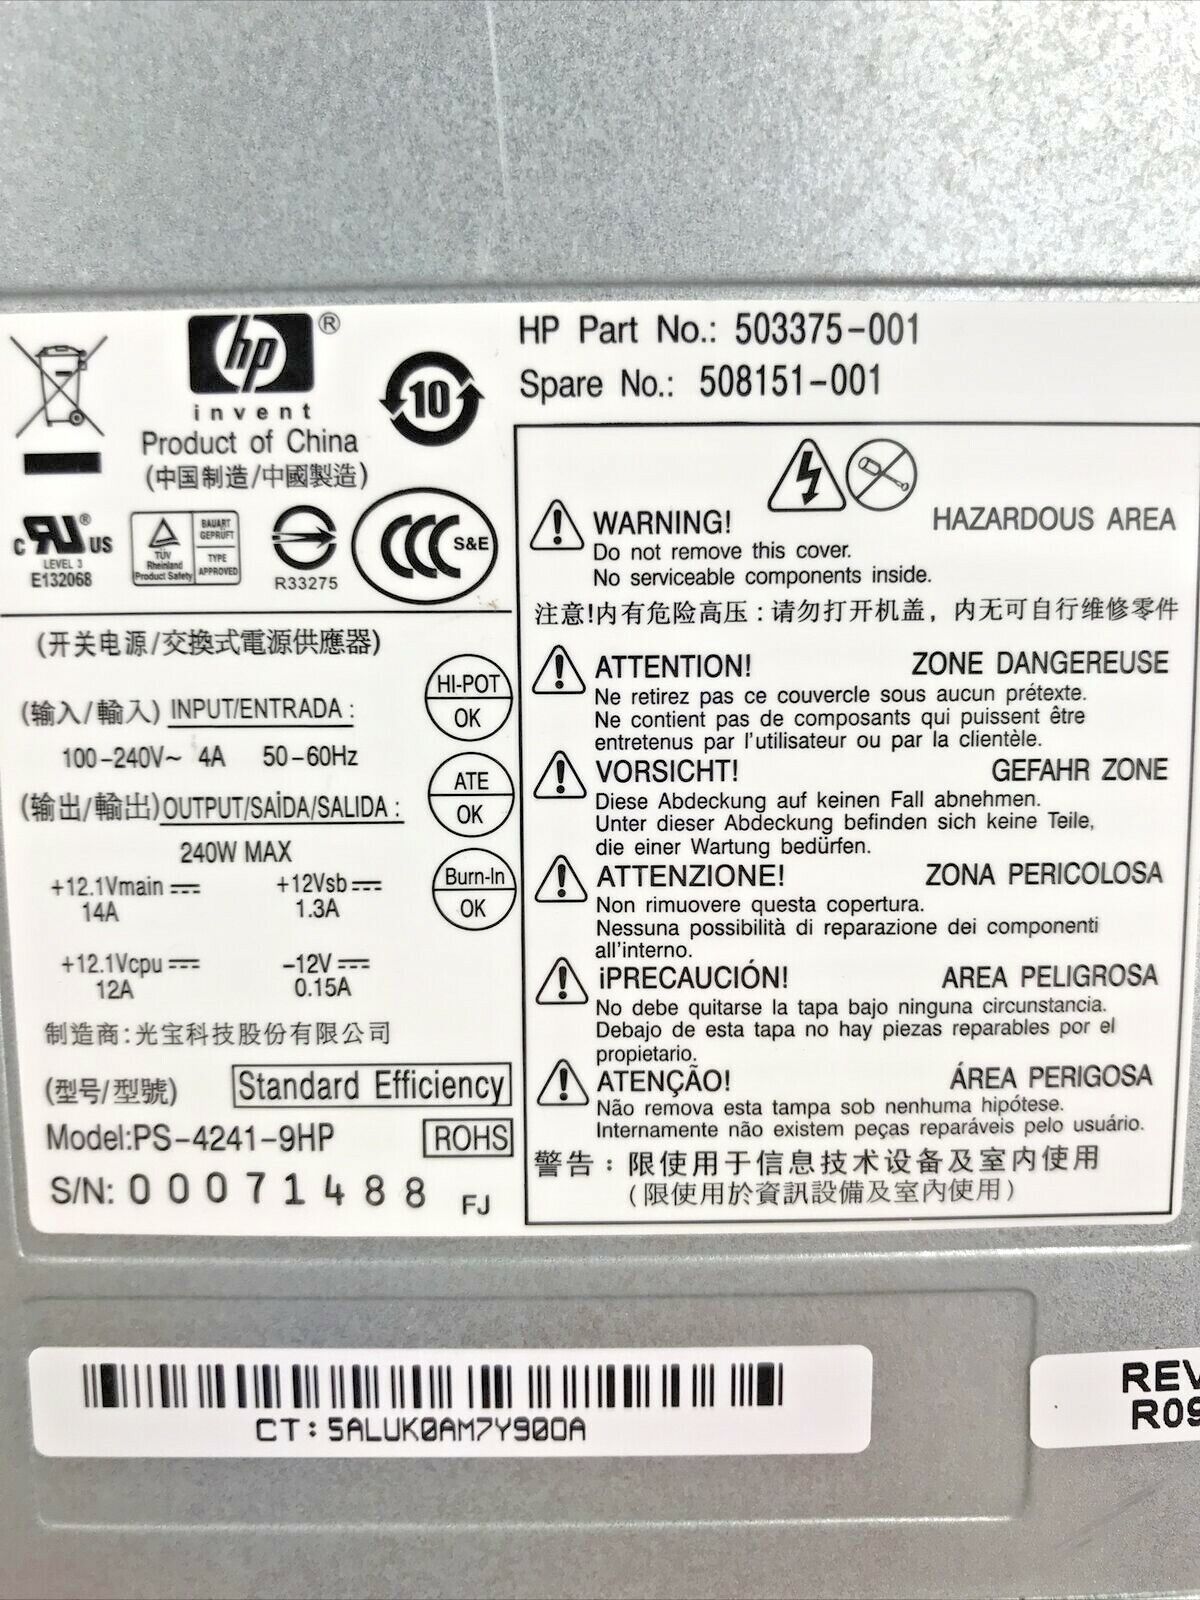 hp ®
invent
Product of China
(中国制造/中國製造)
10
HP Part No.: 503375-001
Spare No.: 508151-001
c RU ® US
LEVEL 3
E132068
TÜV
Rheinland
Product Safety
BAUART
GEPRÜFT
TYPE
APPROVED
R33275
CCC S&E
(开关电源/交換式電源供應器)
(输入/輸入) INPUT/ENTRADA :
100-240V~ 4A 50-60Hz
(输出/輸出) OUTPUT/SAÍDA/SALIDA :
240W MAX
+12.1Vmain +12Vsb
14A 1.3A
+12.1Vcpu -12V
12A 0.15A
HI-POT
OK
ATE
OK
Burn-In
OK
制造商:光宝科技股份有限公司
(型号/型號) Standard Efficiency
Model:PS-4241-9HP ROHS
S/N: 00071488 FJ
WARNING! HAZARDOUS AREA
Do not remove this cover.
No serviceable components inside.
注意!内有危险高压:请勿打开机盖，内无可自行维修零件
ATTENTION! ZONE DANGEREUSE
Ne retirez pas ce couvercle sous aucun prétexte.
Ne contient pas de composants qui puissent être
entretenus par l'utilisateur ou par la clientèle.
VORSICHT! GEFAHR ZONE
Diese Abdeckung auf keinen Fall abnehmen.
Unter dieser Abdeckung befinden sich keine Teile,
die einer Wartung bedürfen.
ATTENZIONE! ZONA PERICOLOSA
Non rimuovere questa copertura.
Nessuna possibilità di reparazione dei componenti
all'interno.
¡PRECAUCIÓN! AREA PELIGROSA
No debe quitarse la tapa bajo ninguna circunstancia.
Debajo de esta tapa no hay piezas reparables por el
propietario.
ATENÇÃO! ÁREA PERIGOSA
Não remova esta tampa sob nenhuma hipótese.
Internamente não existem peças reparáveis pelo usuário.
警告：限使用于信息技术设备及室内使用
(限使用於資訊設備及室內使用)
CT:5ALUK0AM7Y90OA
REV
R09